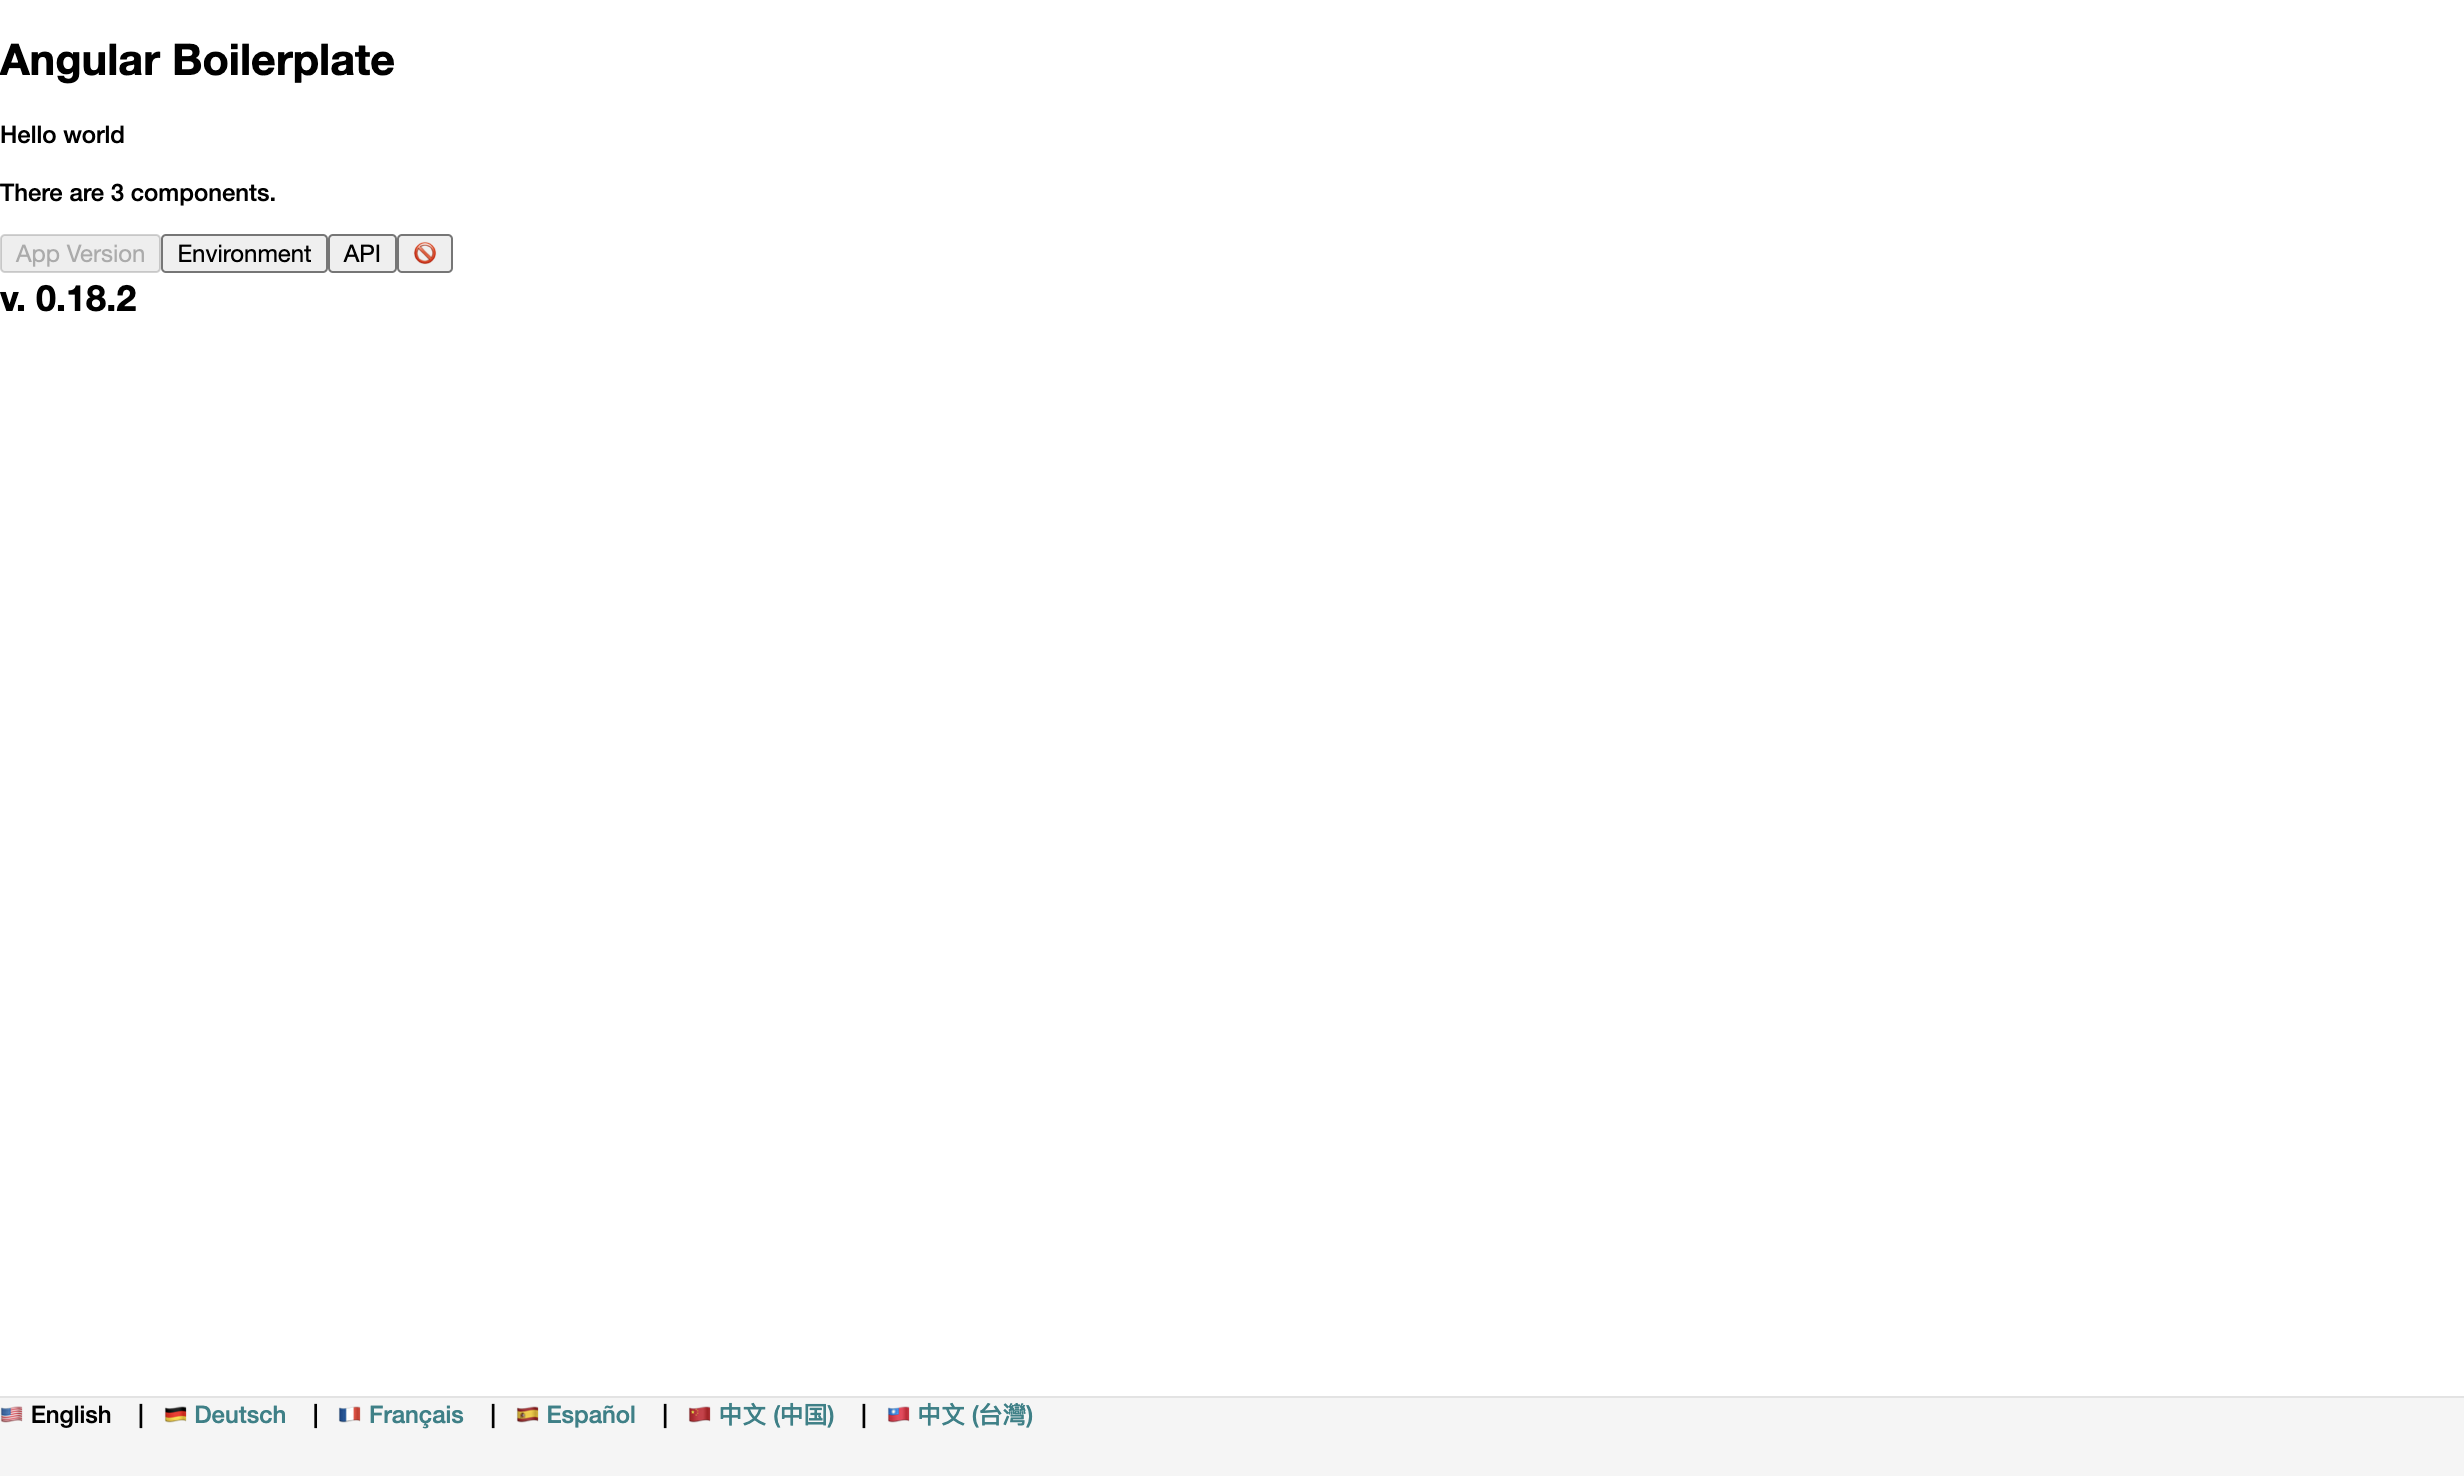 Angular Boilerplate
Hello world
There are 3 components.
App Version Environment API 🚫
v. 0.18.2
🇺🇸 English | 🇩🇪 Deutsch | 🇫🇷 Français | 🇪🇸 Español | 🇨🇳 中文 (中国) | 🇹🇼 中文 (台灣)